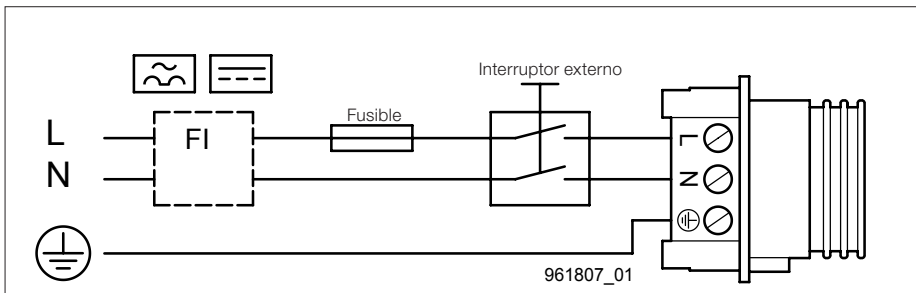 Interruptor externo
Fusible
L
FI
L
N
N
961807_01